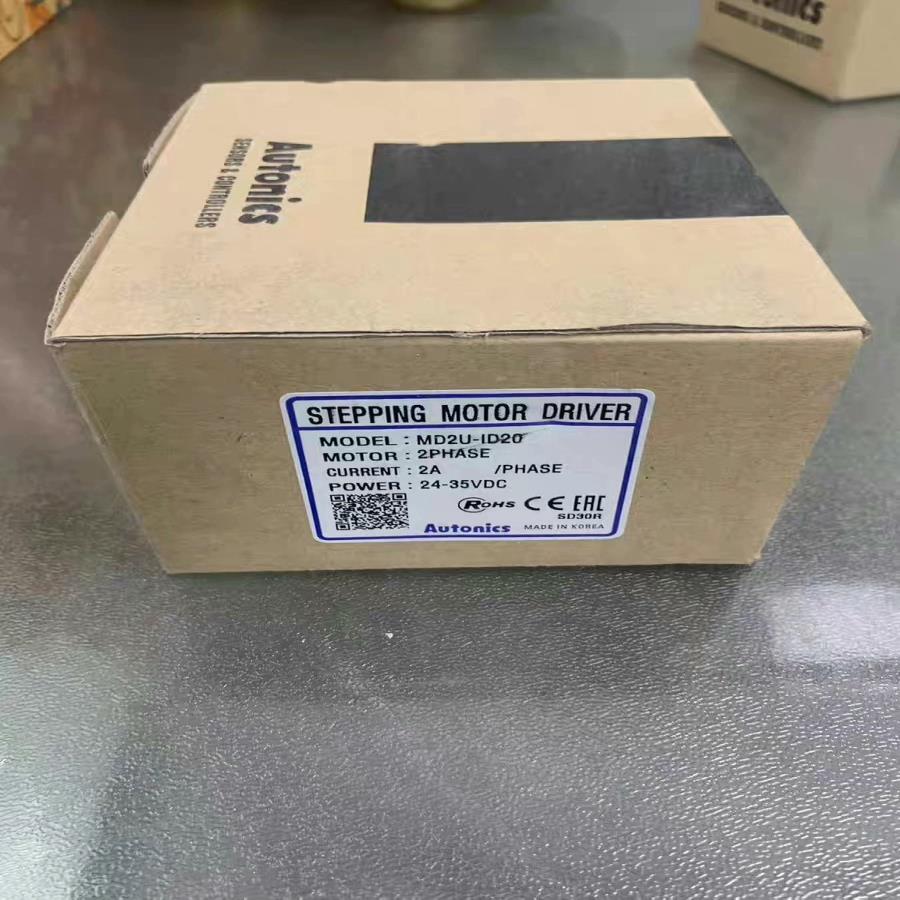 Autonics
SENSORS & CONTROLLERS
STEPPING MOTOR DRIVER
MODEL : MD2U-ID20
MOTOR : 2PHASE
CURRENT : 2A /PHASE
POWER : 24-35VDC
RoHS CE EAC
SD30R
Autonics MADE IN KOREA